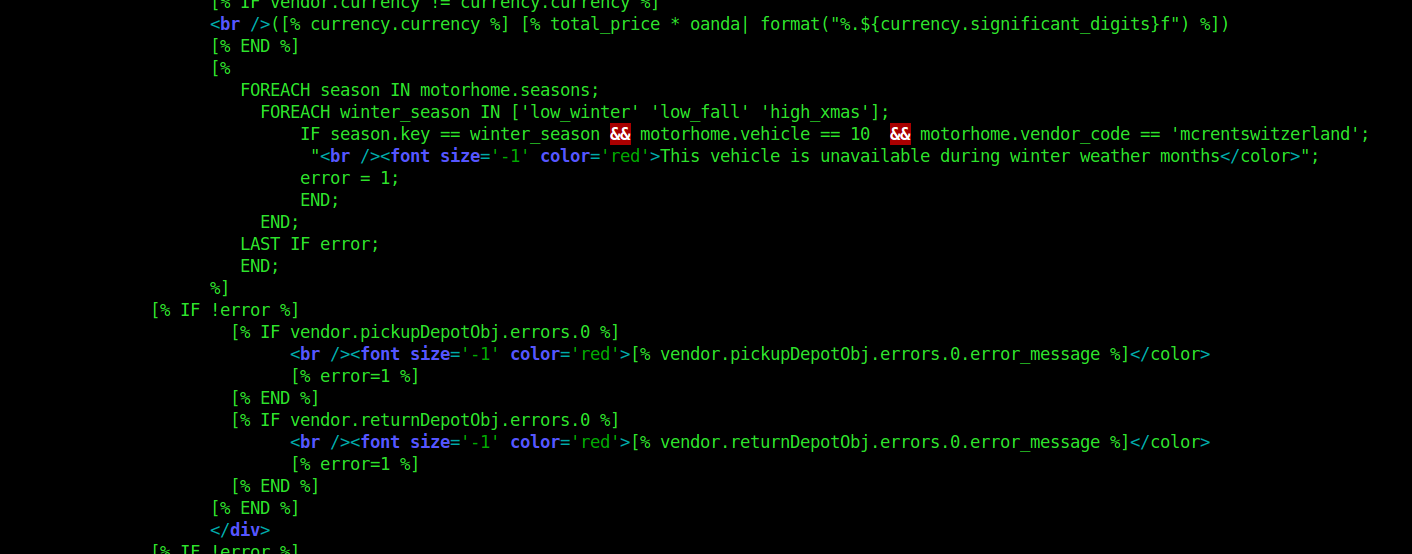 [% IF vendor.currency != currency.currency %]
<br />([% currency.currency %] [% total_price * oanda| format("%.${currency.significant_digits}f") %])
[% END %]
[%
FOREACH season IN motorhome.seasons;
FOREACH winter_season IN ['low_winter' 'low_fall' 'high_xmas'];
IF season.key == winter_season && motorhome.vehicle == 10  && motorhome.vendor_code == 'mcrentswitzerland';
"<br /><font size='-1' color='red'>This vehicle is unavailable during winter weather months</color>";
error = 1;
END;
END;
LAST IF error;
END;
%]
[% IF !error %]
[% IF vendor.pickupDepotObj.errors.0 %]
<br /><font size='-1' color='red'>[% vendor.pickupDepotObj.errors.0.error_message %]</color>
[% error=1 %]
[% END %]
[% IF vendor.returnDepotObj.errors.0 %]
<br /><font size='-1' color='red'>[% vendor.returnDepotObj.errors.0.error_message %]</color>
[% error=1 %]
[% END %]
[% END %]
</div>
[% IF !error %]